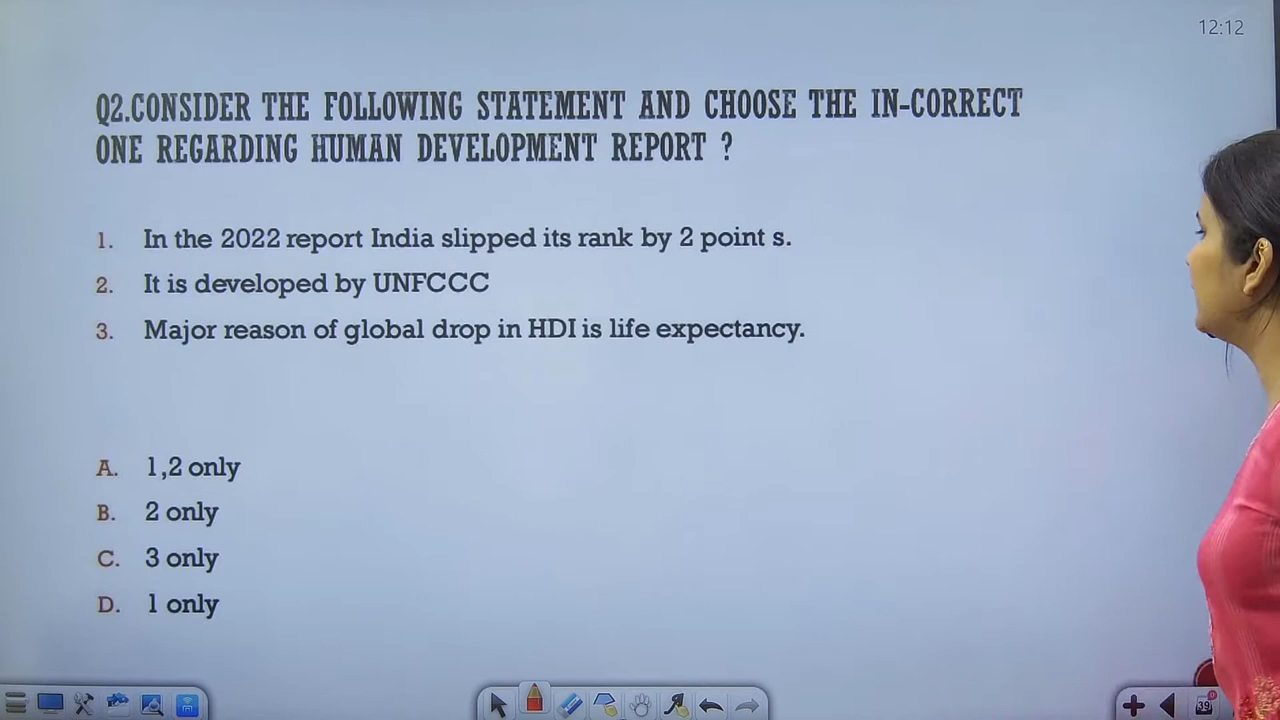 12:12
Q2.CONSIDER THE FOLLOWING STATEMENT AND CHOOSE THE IN-CORRECT
ONE REGARDING HUMAN DEVELOPMENT REPORT ?
1. In the 2022 report India slipped its rank by 2 point s.
2. It is developed by UNFCCC
3. Major reason of global drop in HDI is life expectancy.
A. 1,2 only
B. 2 only
C. 3 only
D. 1 only
39